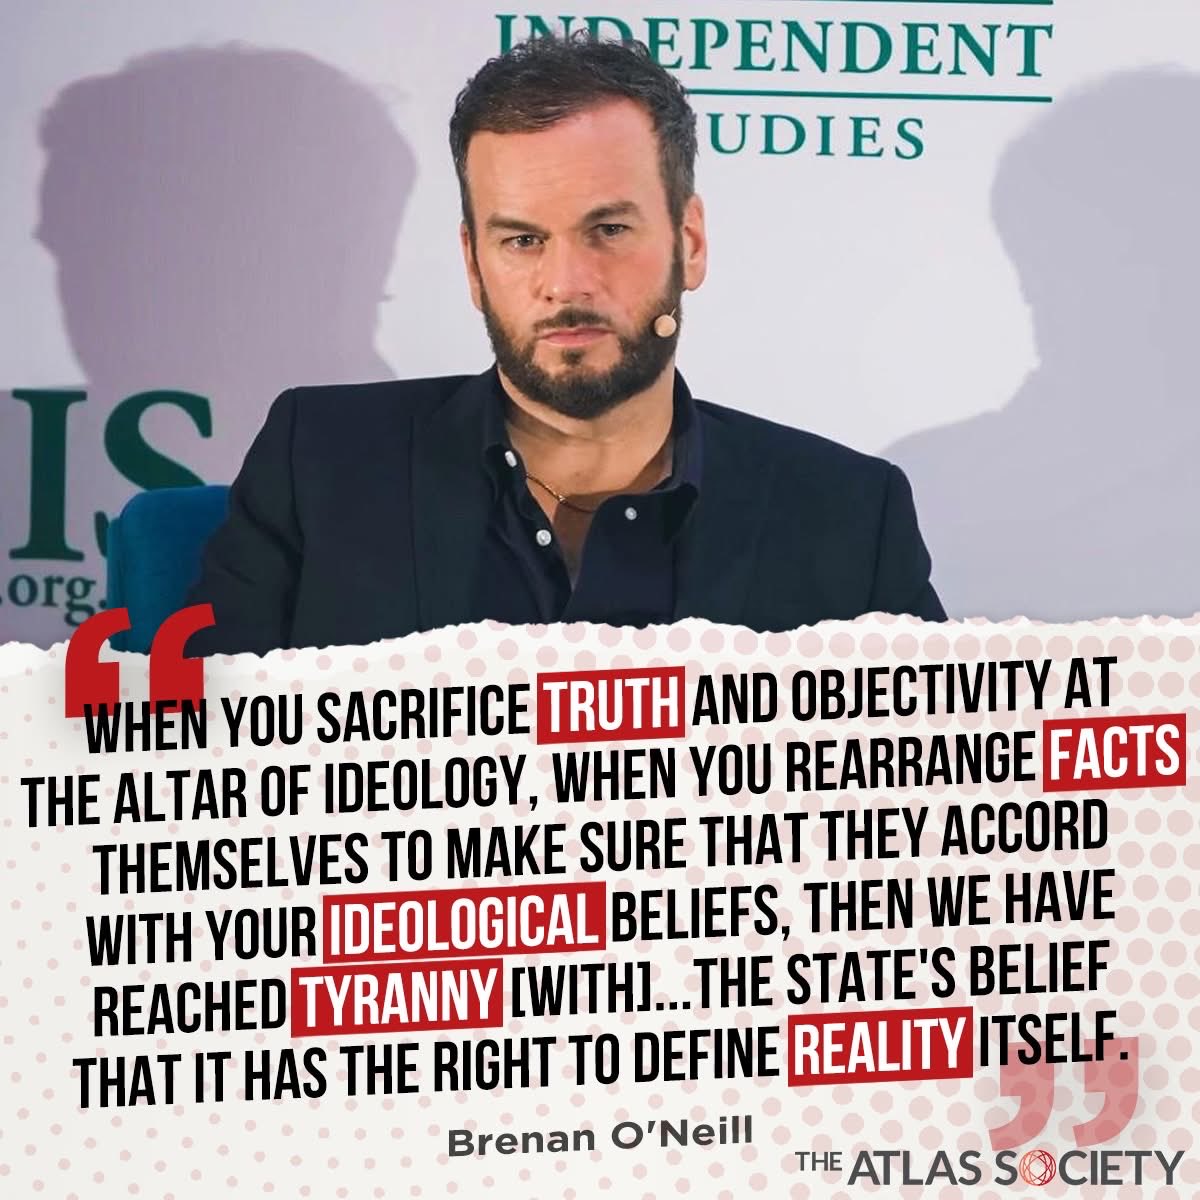 INDEPENDENT
UDIES
IS
.org.
“
WHEN YOU SACRIFICE TRUTH AND OBJECTIVITY AT
THE ALTAR OF IDEOLOGY, WHEN YOU REARRANGE FACTS
THEMSELVES TO MAKE SURE THAT THEY ACCORD
WITH YOUR IDEOLOGICAL BELIEFS, THEN WE HAVE
REACHED TYRANNY [WITH]...THE STATE'S BELIEF
THAT IT HAS THE RIGHT TO DEFINE REALITY ITSELF.
”
Brenan O'Neill
THE ATLAS SOCIETY